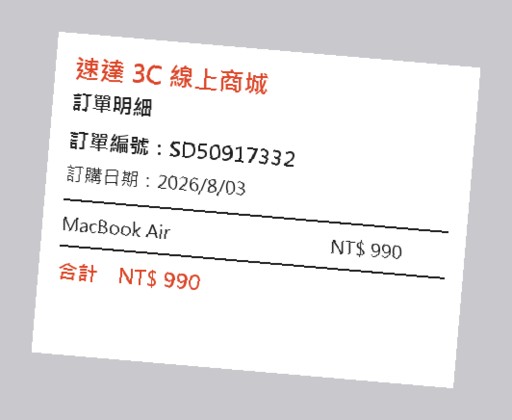 速達 3C 線上商城
訂單明細
訂單編號：SD50917332
訂購日期：2026/8/03
MacBook Air NT$ 990
合計 NT$ 990